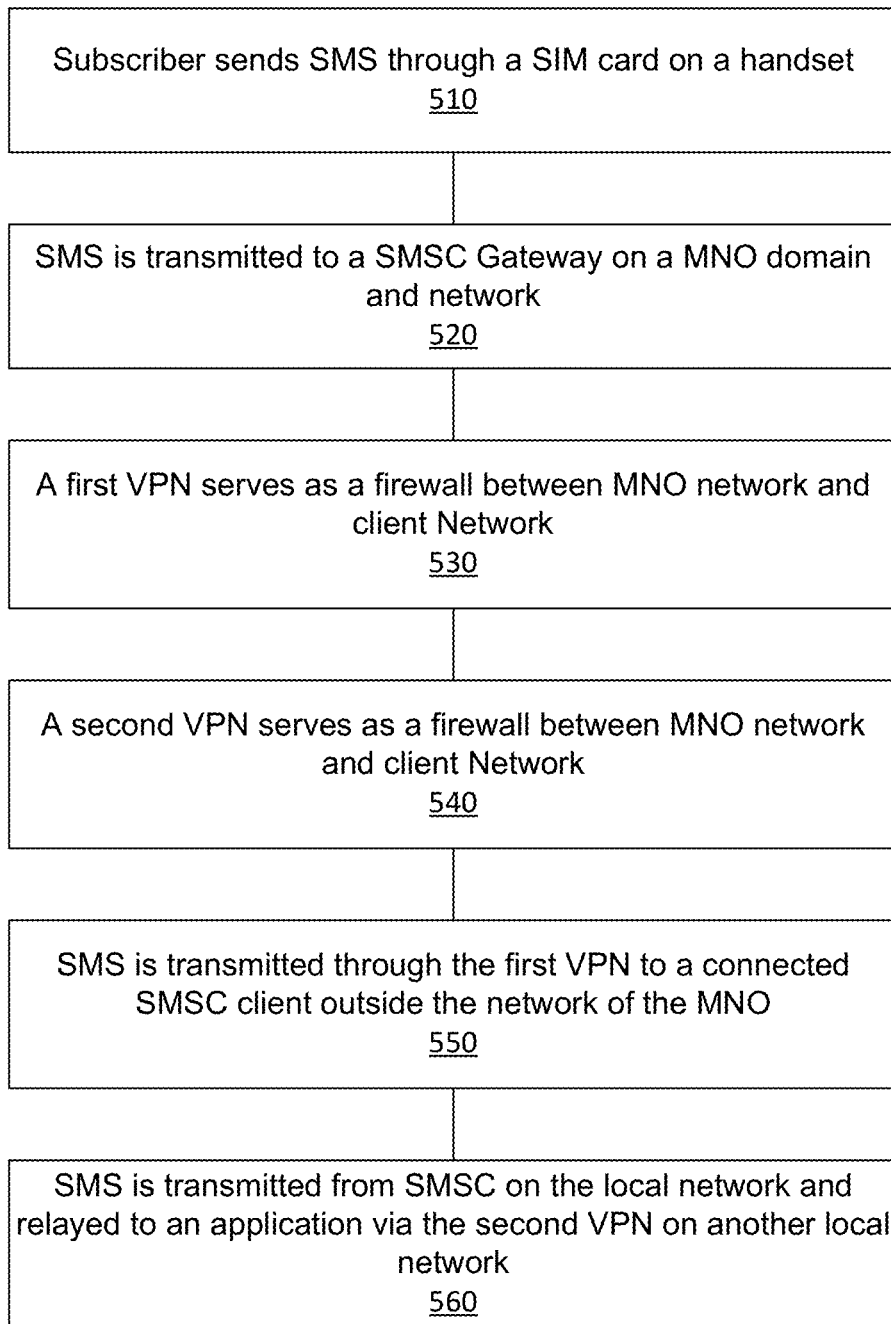 Subscriber sends SMS through a SIM card on a handset
510
SMS is transmitted to a SMSC Gateway on a MNO domain
and network
520
A first VPN serves as a firewall between MNO network and
client Network
530
A second VPN serves as a firewall between MNO network
and client Network
540
SMS is transmitted through the first VPN to a connected
SMSC client outside the network of the MNO
550
SMS is transmitted from SMSC on the local network and
relayed to an application via the second VPN on another local
network
560